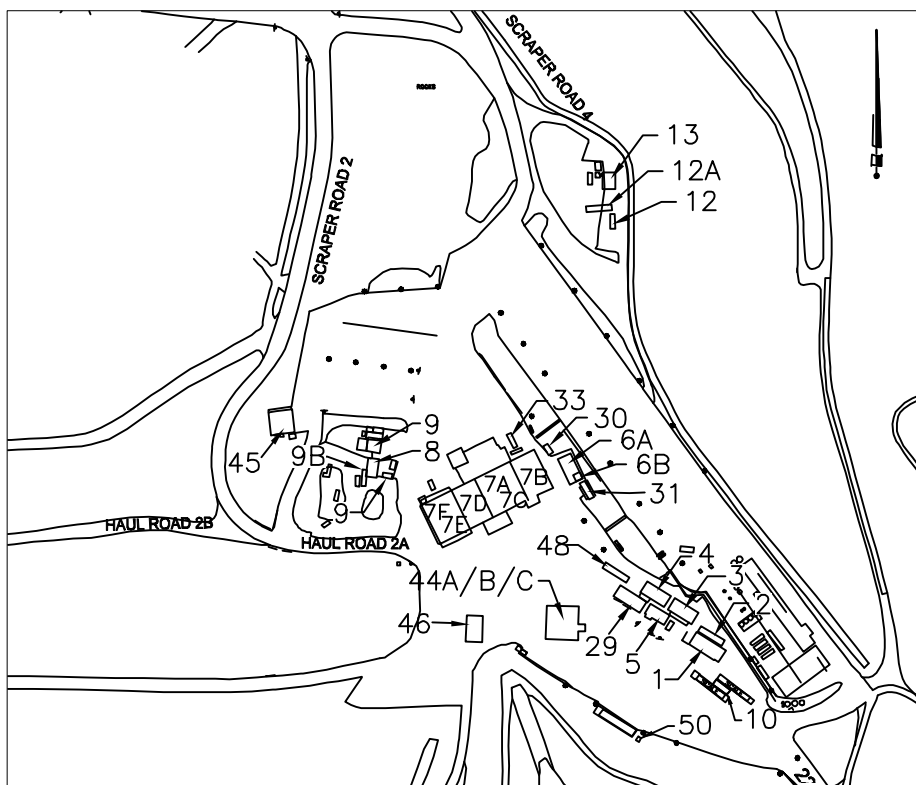 SCRAPER ROAD 4
ROCKS
13
12A
12
SCRAPER ROAD 2
33
30
9
8
6A
6B
45
9B
7B
7A
7C
7D
7F
7E
31
9
HAUL ROAD 2B
HAUL ROAD 2A
48
4
44A/B/C
3
2
46
29
5
1
10
50